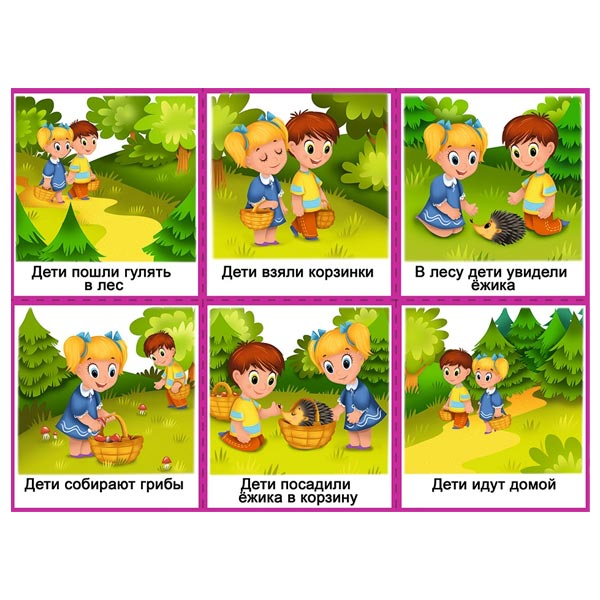 Дети пошли гулять
в лес
Дети взяли корзинки
В лесу дети увидели
ёжика
Дети собирают грибы
Дети посадили
ёжика в корзину
Дети идут домой